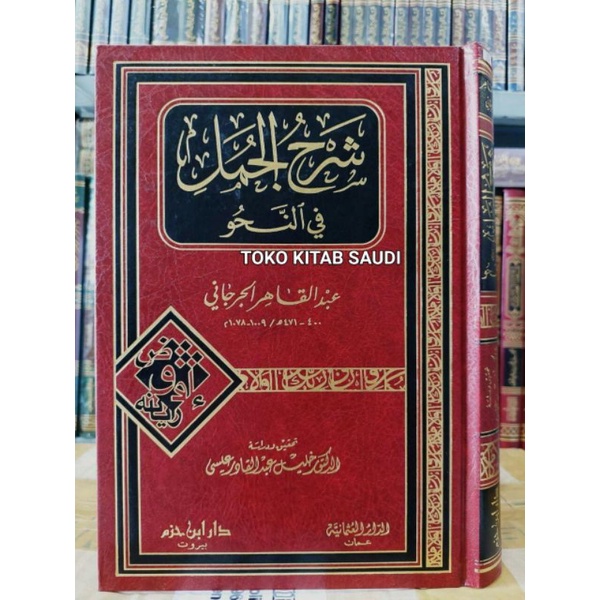 شرح الجمل
في النحو
TOKO KITAB SAUDI
عبد القاهر الجرجاني
٤٠٠ - ٤٧١ھ / ١٠٠٩ - ١٠٧٨م
تحقيق ودراسة
الدكتور خليل عبد القادر عيسى
الدار العثمانية
عمان
دار ابن حزم
بيروت